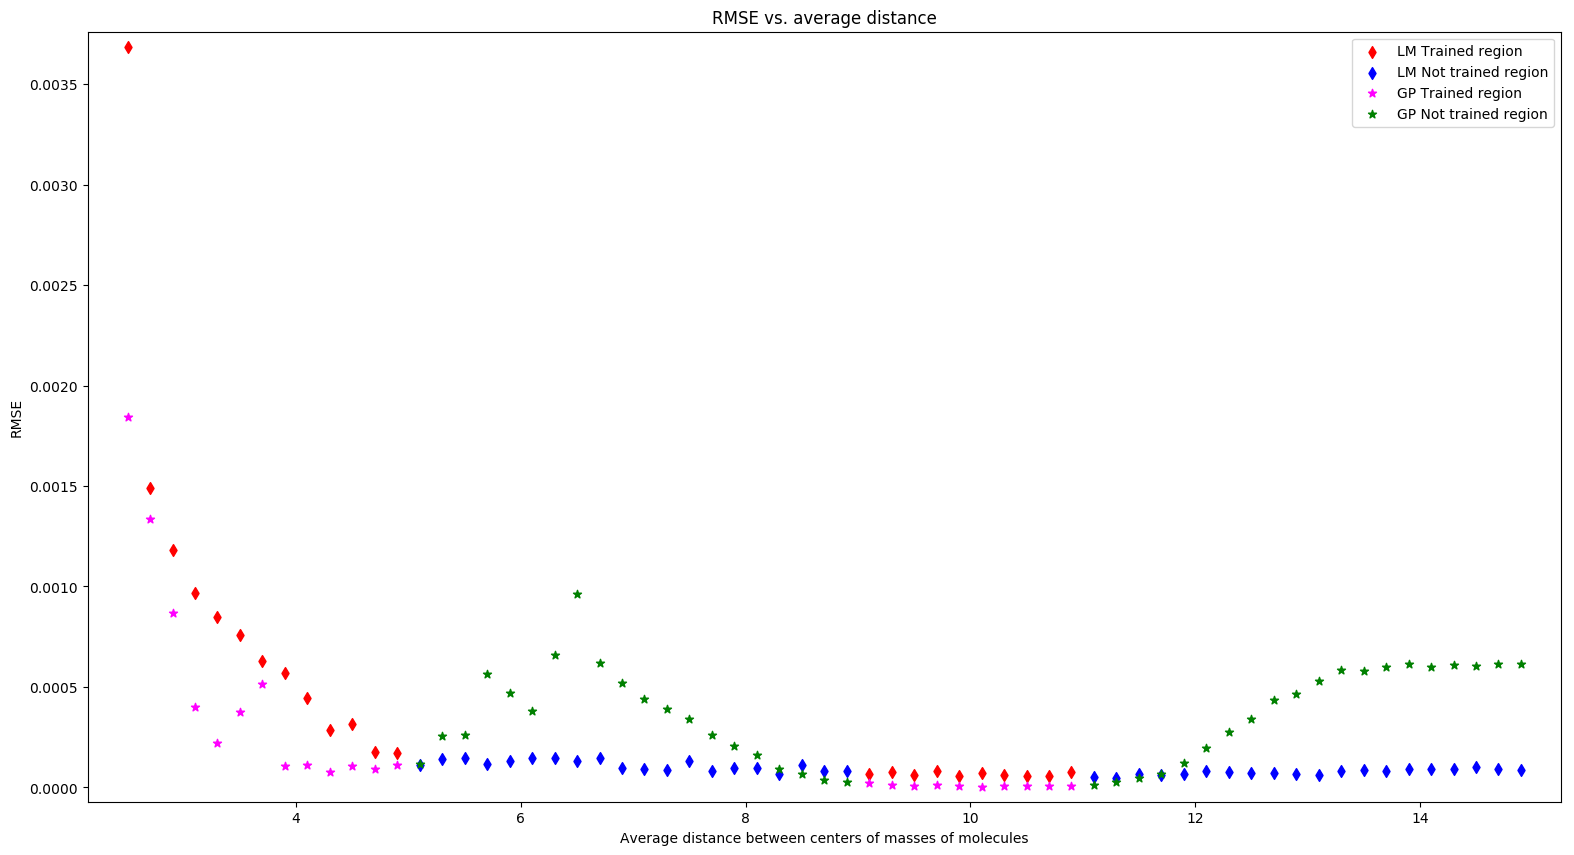 RMSE vs. average distance
LM Trained region
LM Not trained region
GP Trained region
GP Not trained region
0.0035
0.0030
0.0025
0.0020
0.0015
0.0010
0.0005
0.0000
RMSE
4
6
8
10
12
14
Average distance between centers of masses of molecules